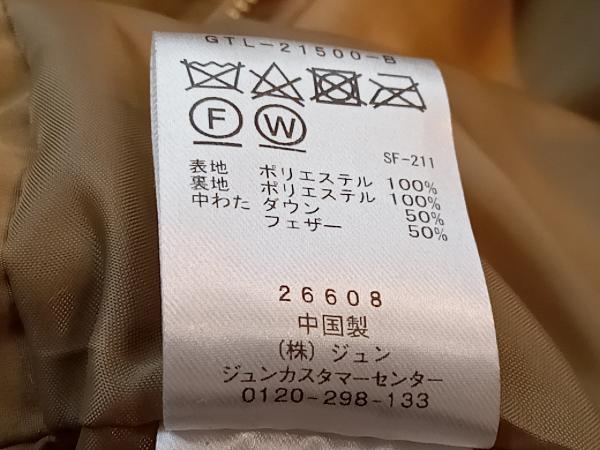 GTL-21500-B
F W
SF-211
表地 ポリエステル 100%
裏地 ポリエステル 100%
中わた ダウン 50%
フェザー 50%
26608
中国製
(株) ジュン
ジュンカスタマーセンター
0120-298-133